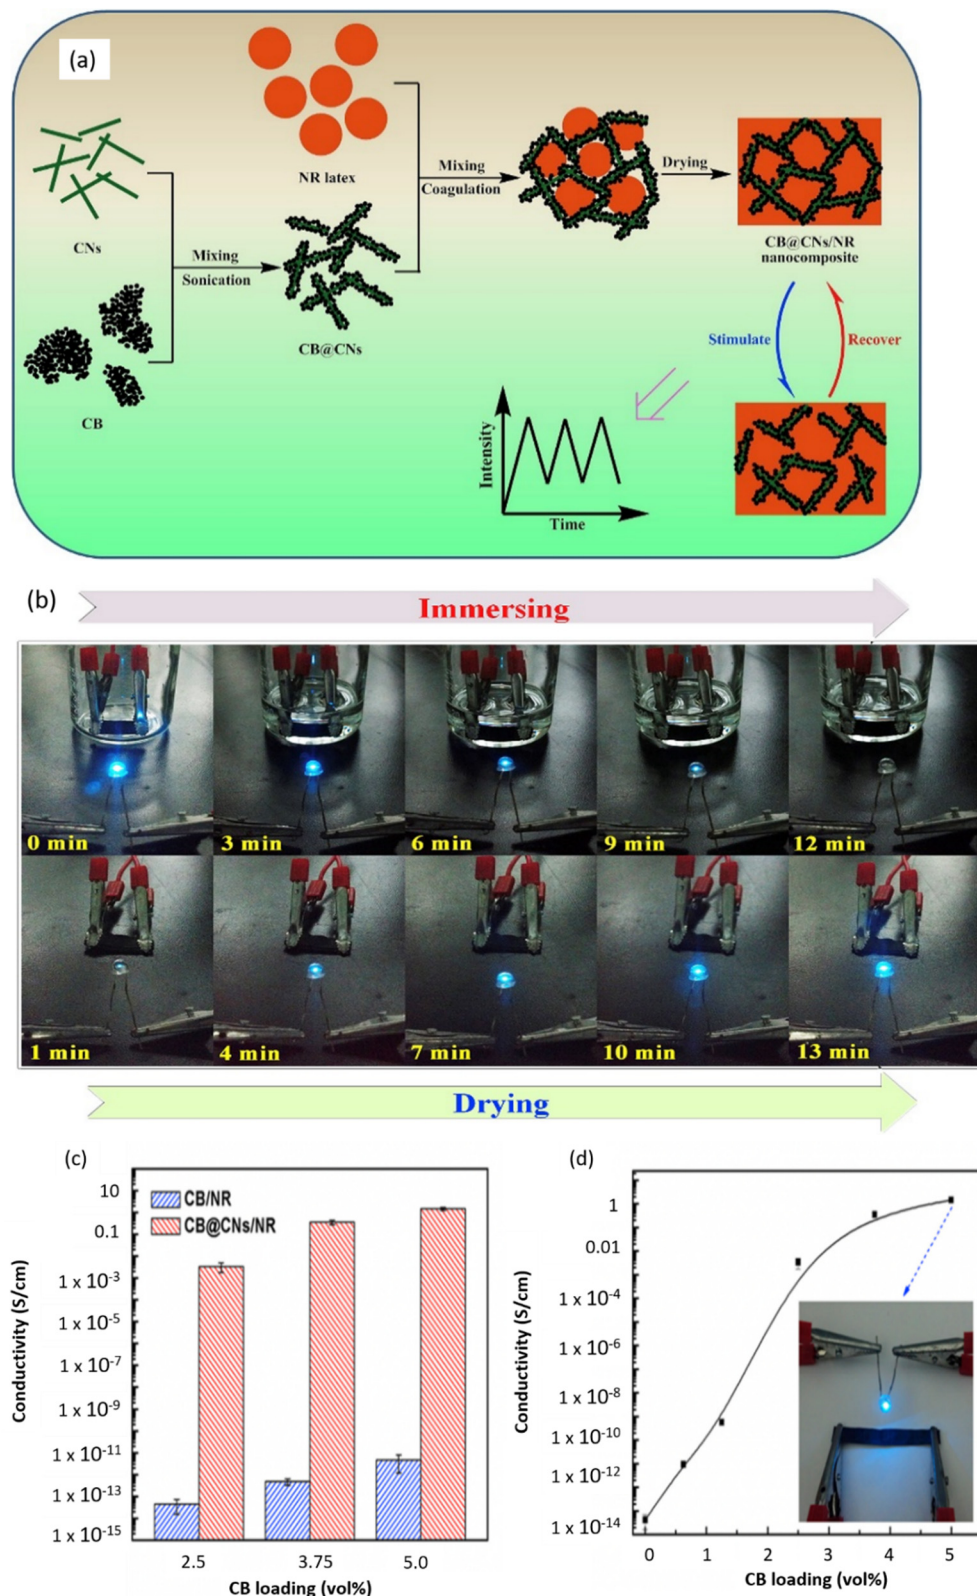 (a)
CNs
CB
Mixing
Sonication
NR latex
CB@CNs
Mixing
Coagulation
Drying
CB@CNs/NR
nanocomposite
Stimulate
Recover
Intensity
Time
(b)
Immersing
0 min
3 min
6 min
9 min
12 min
1 min
4 min
7 min
10 min
13 min
Drying
(c)
CB/NR
CB@CNs/NR
10
0.1
1 x 10-3
1 x 10-5
1 x 10-7
1 x 10-9
1 x 10-11
1 x 10-13
1 x 10-15
Conductivity (S/cm)
2.5 3.75 5.0
CB loading (vol%)
(d)
1
0.01
1 x 10-4
1 x 10-6
1 x 10-8
1 x 10-10
1 x 10-12
1 x 10-14
Conductivity (S/cm)
0 1 2 3 4 5
CB loading (vol%)